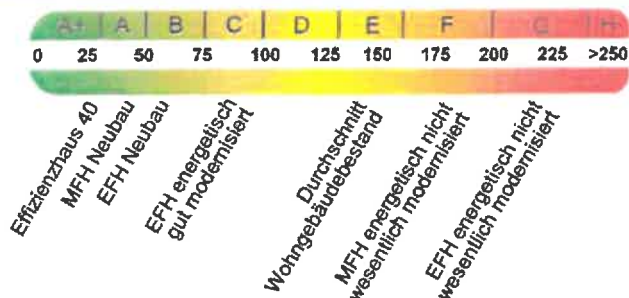 A+ A B C D E F G H
0 25 50 75 100 125 150 175 200 225 >250
Effizienzhaus 40
MFH Neubau
EFH Neubau
EFH energetisch
gut modernisiert
Durchschnitt
Wohngebäudebestand
MFH energetisch nicht
wesentlich modernisiert
EFH energetisch nicht
wesentlich modernisiert